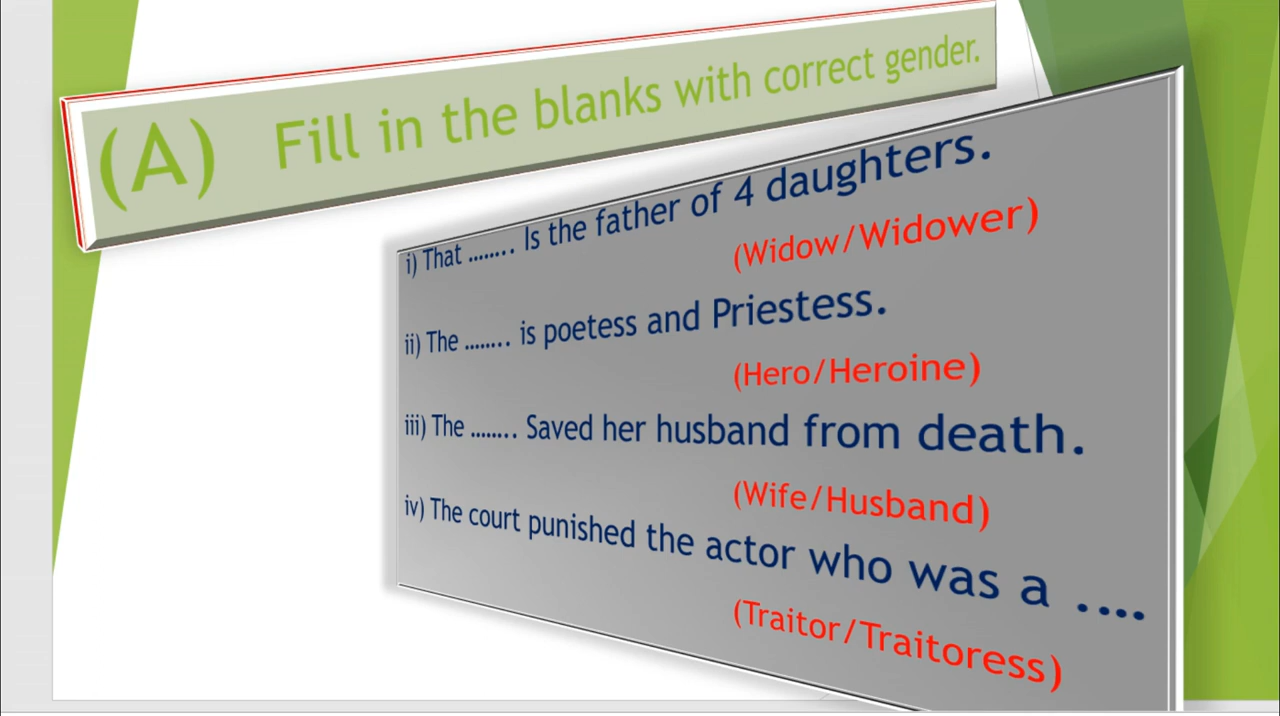 (A) Fill in the blanks with correct gender.
i) That …….. Is the father of 4 daughters.
(Widow/Widower)
ii) The …….. is poetess and Priestess.
(Hero/Heroine)
iii) The …….. Saved her husband from death.
(Wife/Husband)
iv) The court punished the actor who was a ….
(Traitor/Traitoress)